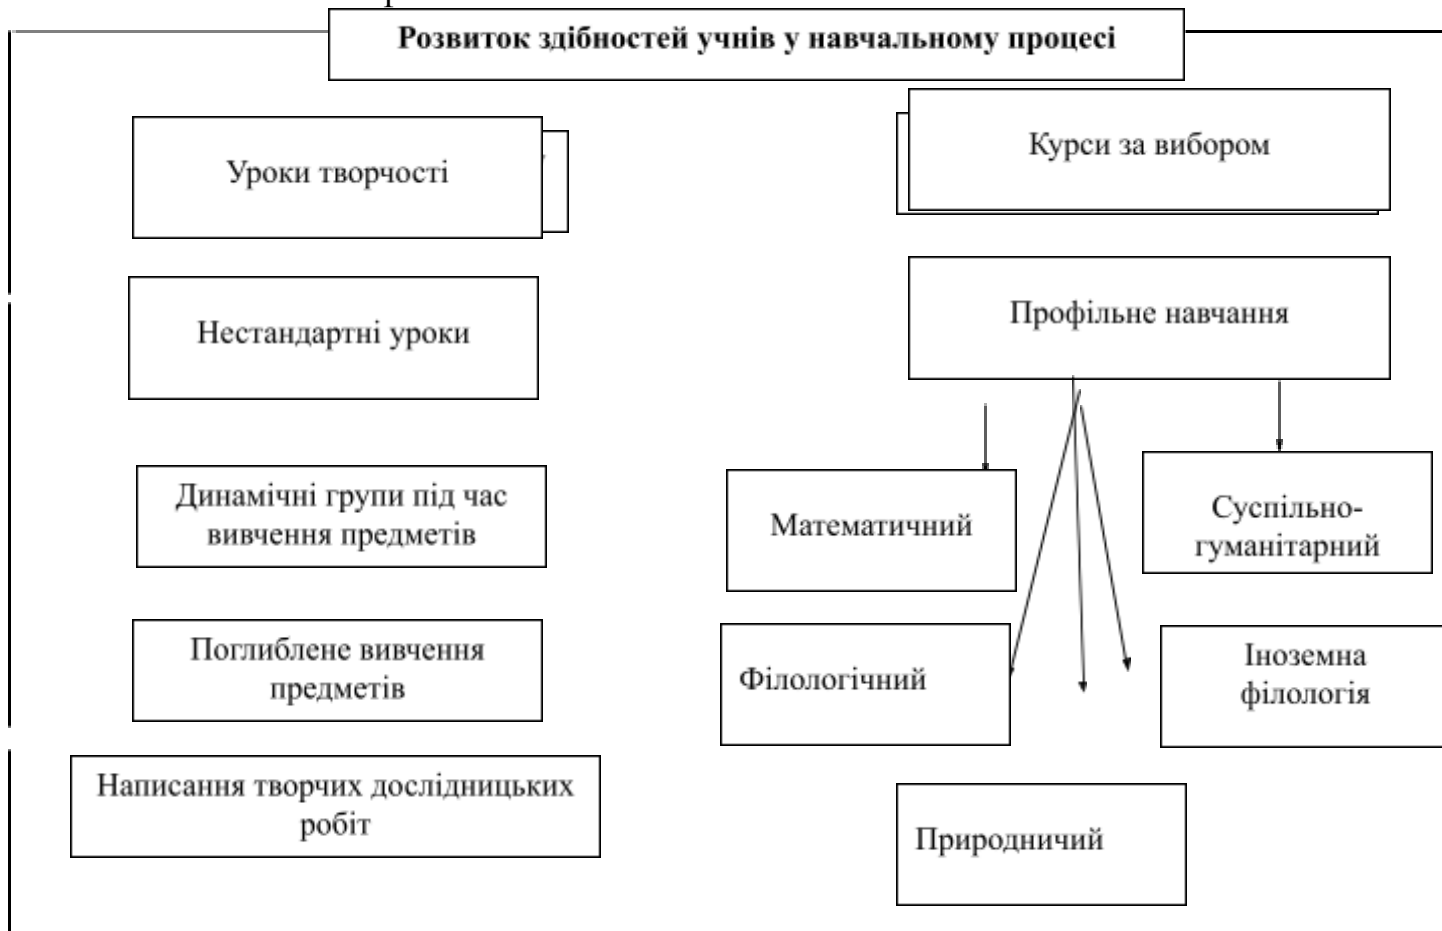 Розвиток здібностей учнів у навчальному процесі
Уроки творчості
Курси за вибором
Нестандартні уроки
Профільне навчання
Динамічні групи під час
вивчення предметів
Математичний
Суспільно-
гуманітарний
Поглиблене вивчення
предметів
Філологічний
Іноземна
філологія
Написання творчих дослідницьких
робіт
Природничий